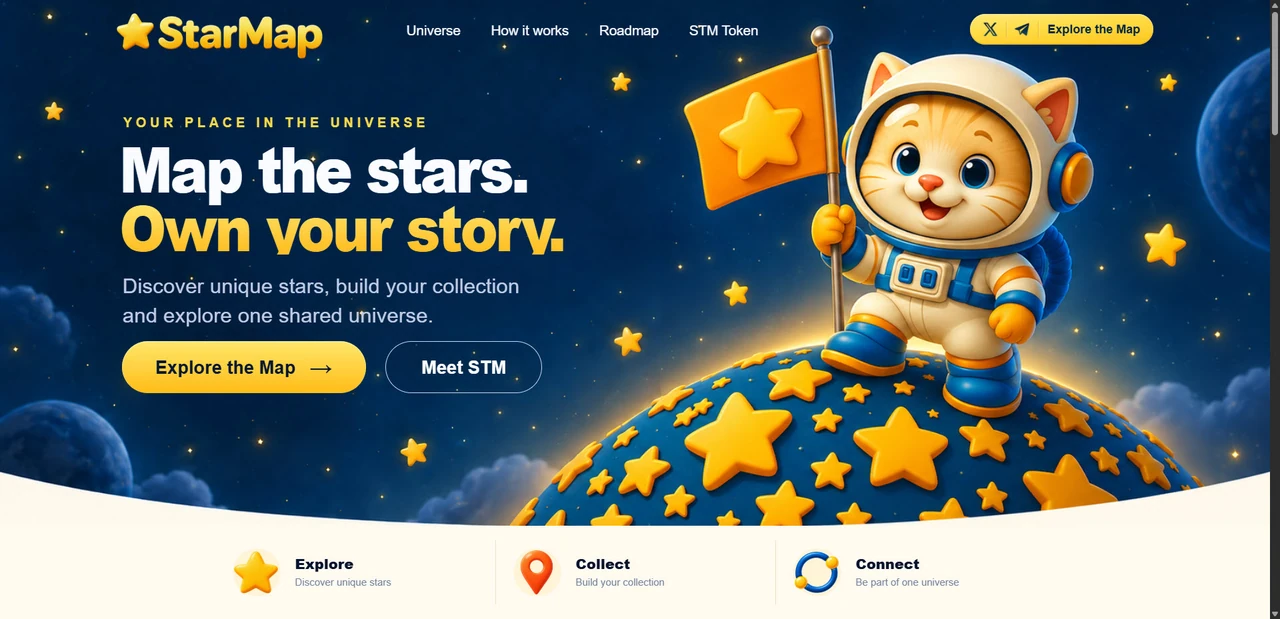 StarMap
Universe
How it works
Roadmap
STM Token
Explore the Map
YOUR PLACE IN THE UNIVERSE
Map the stars.
Own your story.
Discover unique stars, build your collection
and explore one shared universe.
Explore the Map →
Meet STM
Explore
Discover unique stars
Collect
Build your collection
Connect
Be part of one universe